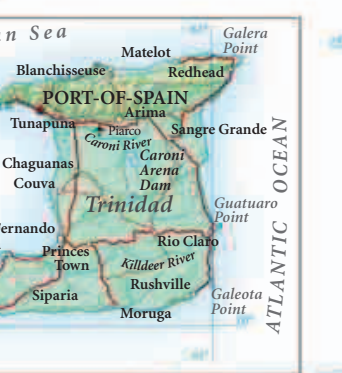 n Sea
Galera
Point
Matelot
Blanchisseuse
Redhead
PORT-OF-SPAIN
Arima
Tunapuna
Piarco
Sangre Grande
Caroni River
Caroni
Arena
Dam
Chaguanas
Couva
Trinidad
Guatuaro
Point
ATLANTIC OCEAN
ernando
Rio Claro
Princes
Town
Killdeer River
Rushville
Siparia
Galeota
Point
Moruga